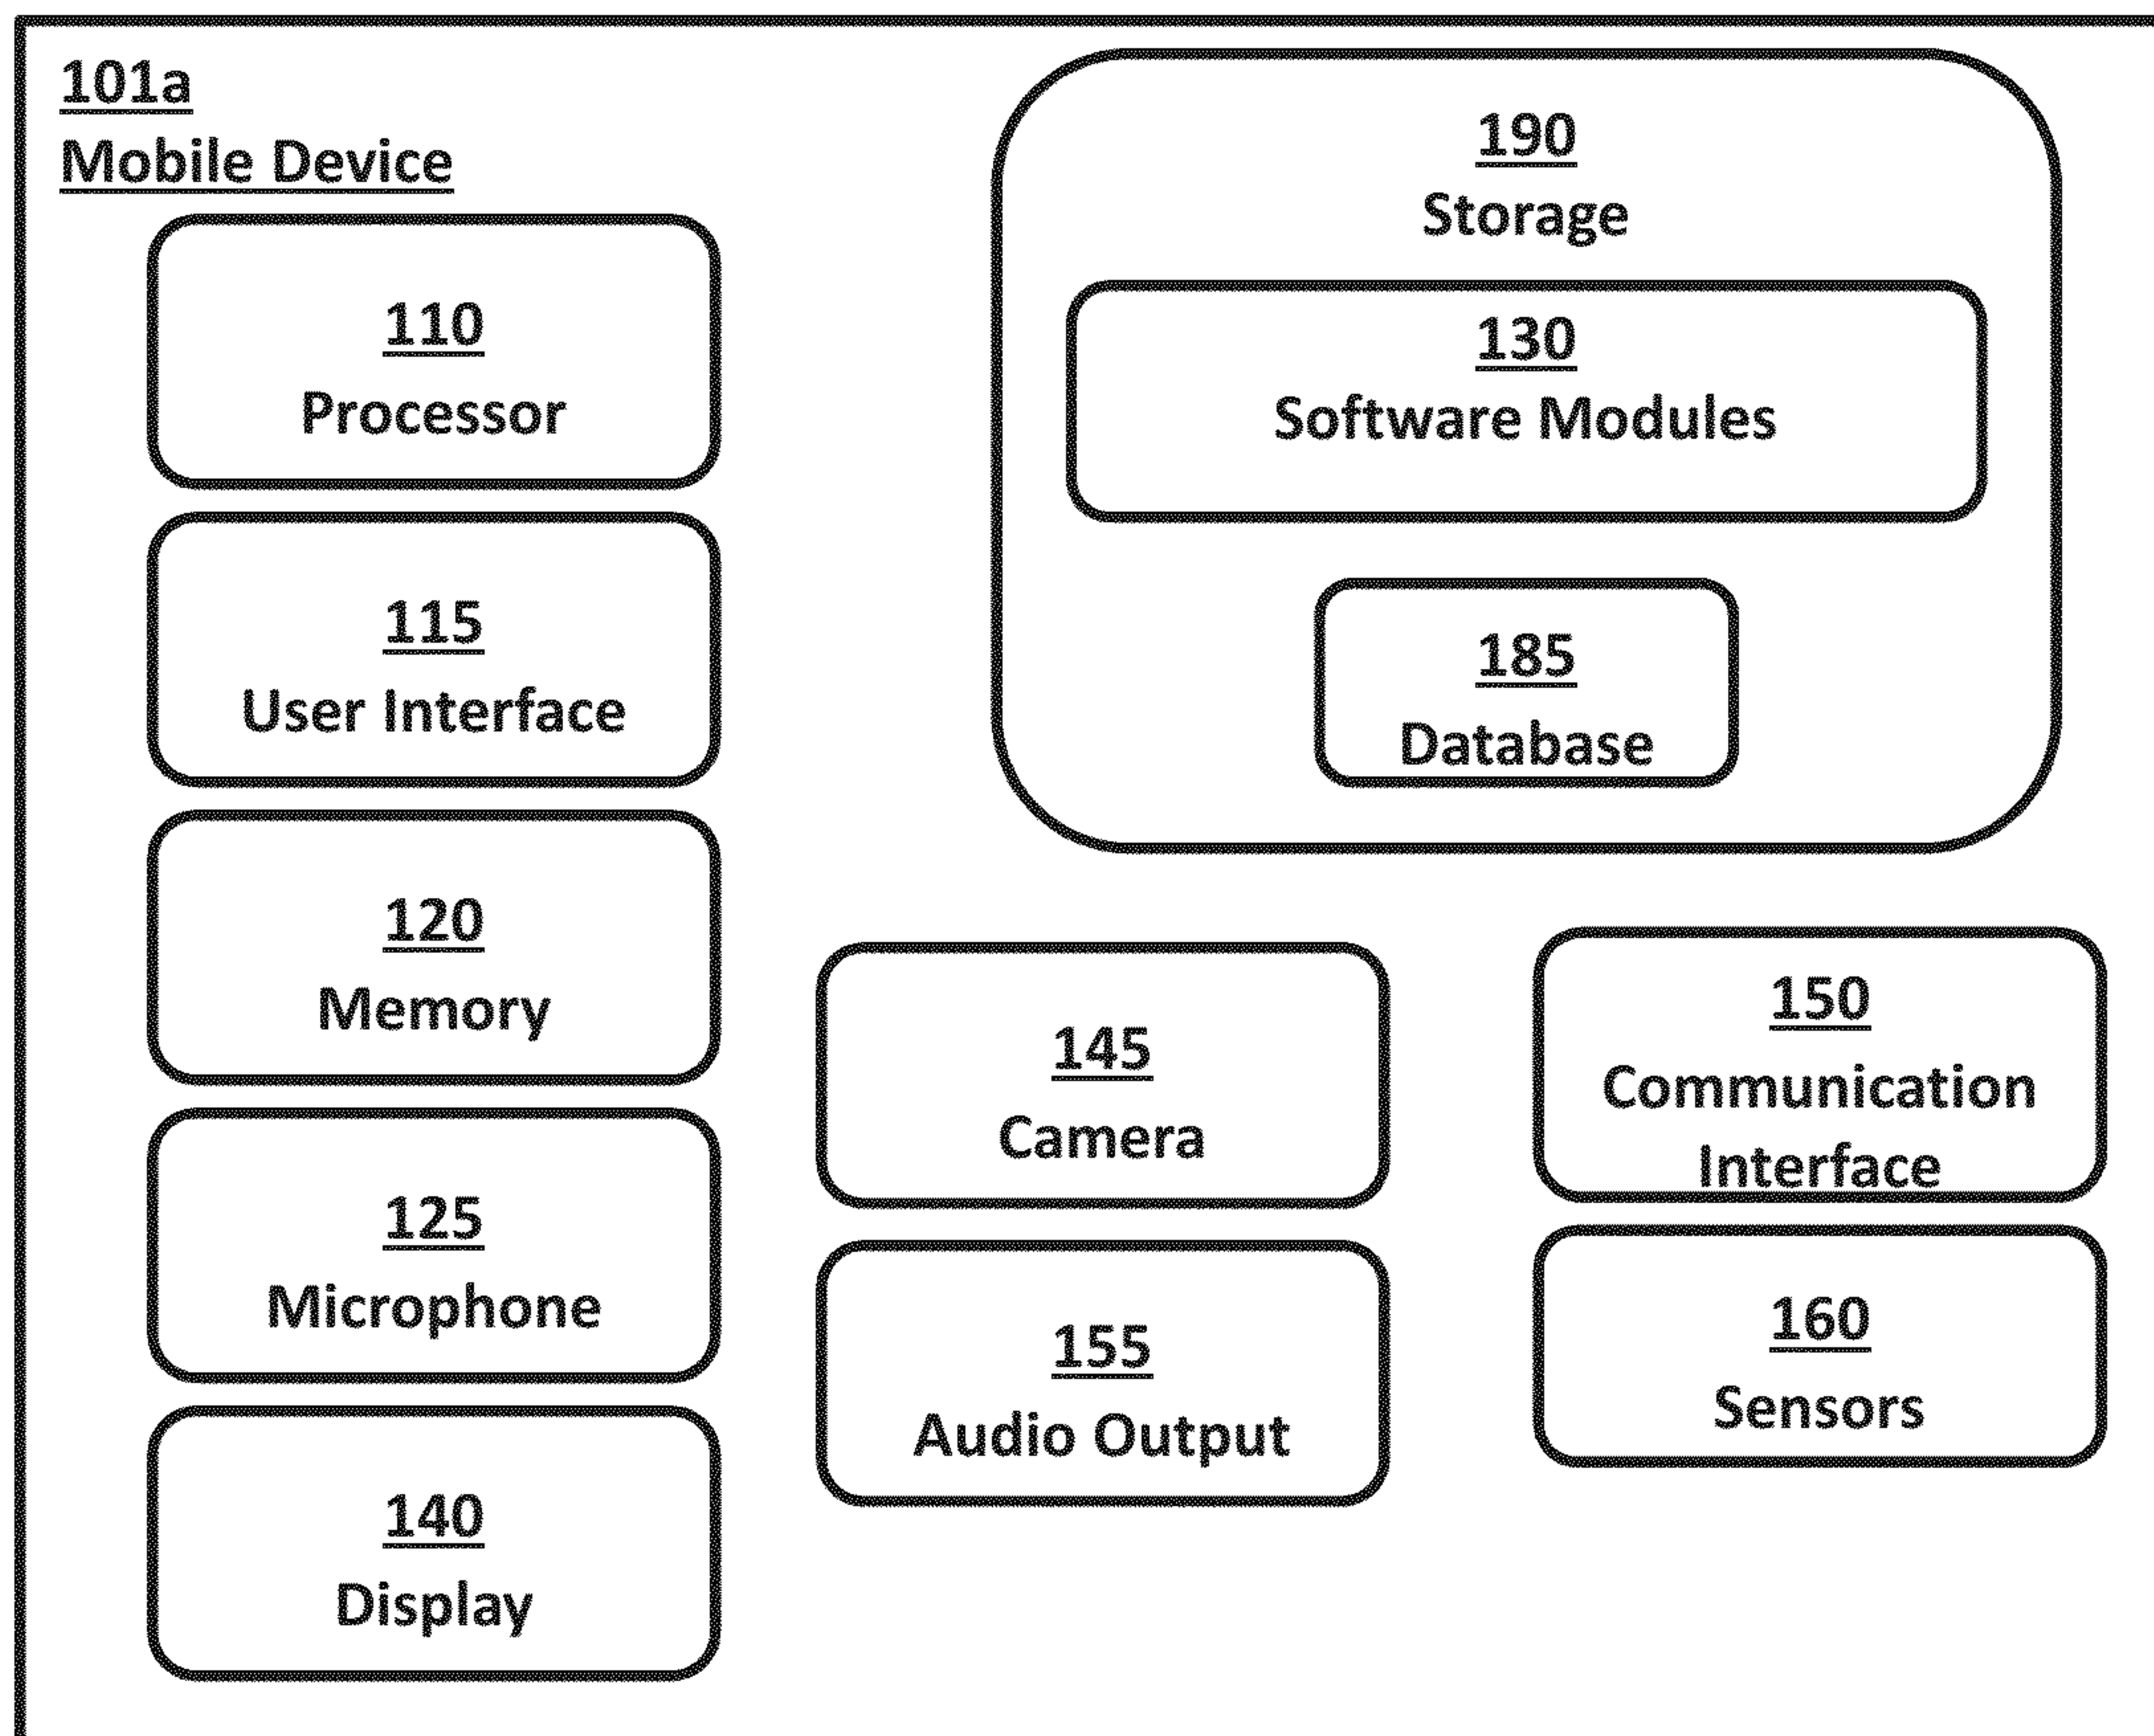 101a
Mobile Device
110
Processor
115
User Interface
120
Memory
125
Microphone
140
Display
190
Storage
130
Software Modules
185
Database
145
Camera
155
Audio Output
150
Communication
Interface
160
Sensors